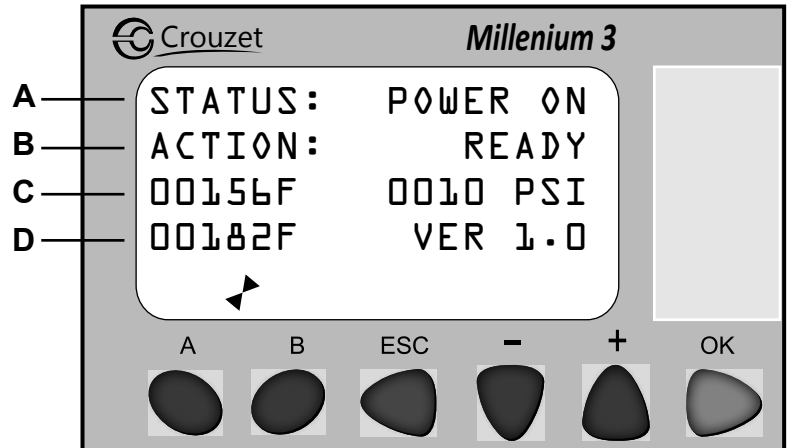 Crouzet Millenium 3
A STATUS: POWER ON
B ACTION: READY
C 00156F 0010 PSI
D 00182F VER 1.0
A B ESC - + OK